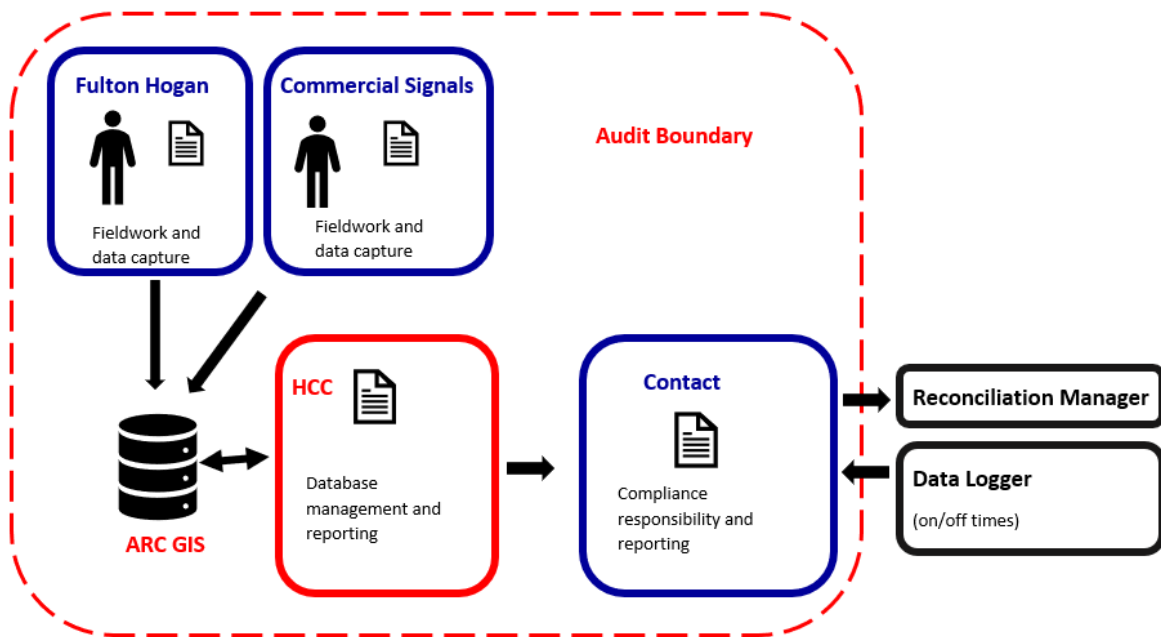 Fulton Hogan
Fieldwork and
data capture
Commercial Signals
Fieldwork and
data capture
Audit Boundary
ARC GIS
HCC
Database
management and
reporting
Contact
Compliance
responsibility and
reporting
Reconciliation Manager
Data Logger
(on/off times)